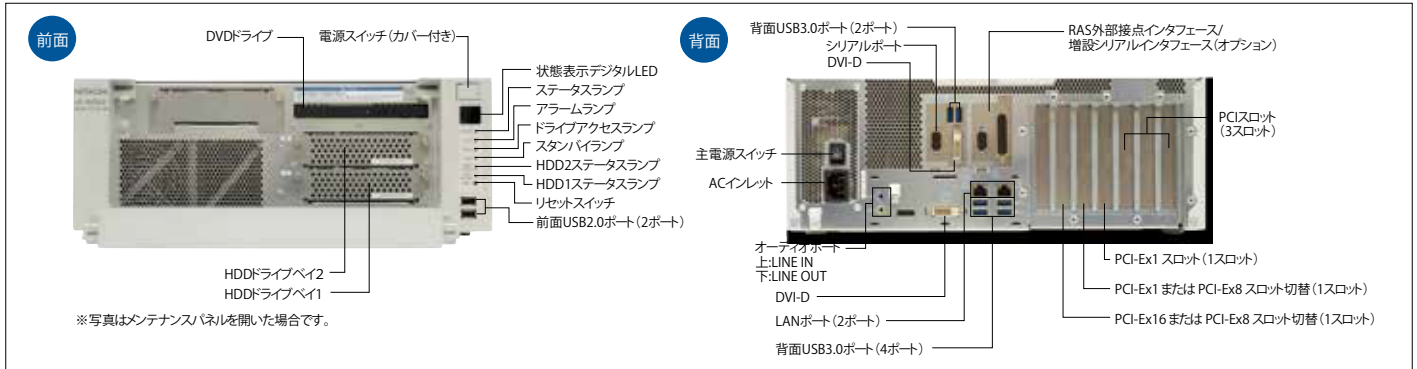 前面
DVDドライブ
電源スイッチ(カバー付き)
HITACHI
状態表示デジタルLED
ステータスランプ
アラームランプ
ドライブアクセスランプ
スタンバイランプ
HDD2ステータスランプ
HDD1ステータスランプ
リセットスイッチ
前面USB2.0ポート(2ポート)
HDDドライブベイ2
HDDドライブベイ1
※写真はメンテナンスパネルを開いた場合です。
背面
背面USB3.0ポート(2ポート)
シリアルポート
DVI-D
RAS外部接点インタフェース/
増設シリアルインタフェース(オプション)
PCIスロット
(3スロット)
主電源スイッチ
ACインレット
オーディオポート
上:LINE IN
下:LINE OUT
DVI-D
LANポート(2ポート)
背面USB3.0ポート(4ポート)
PCI-Ex1 スロット(1スロット)
PCI-Ex1 または PCI-Ex8 スロット切替(1スロット)
PCI-Ex16 または PCI-Ex8 スロット切替(1スロット)